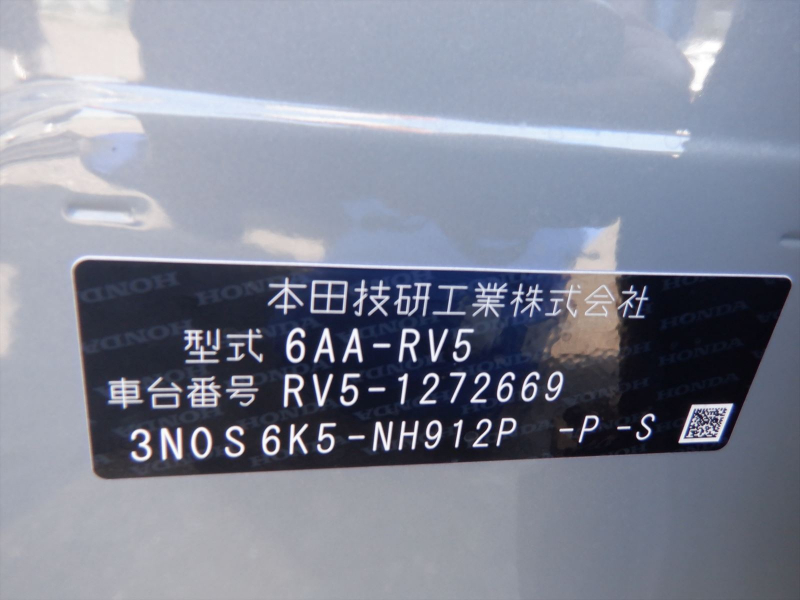 本田技研工業株式会社
型式 6AA-RV5
車台番号 RV5-1272669
3N0S 6K5-NH912P -P -S